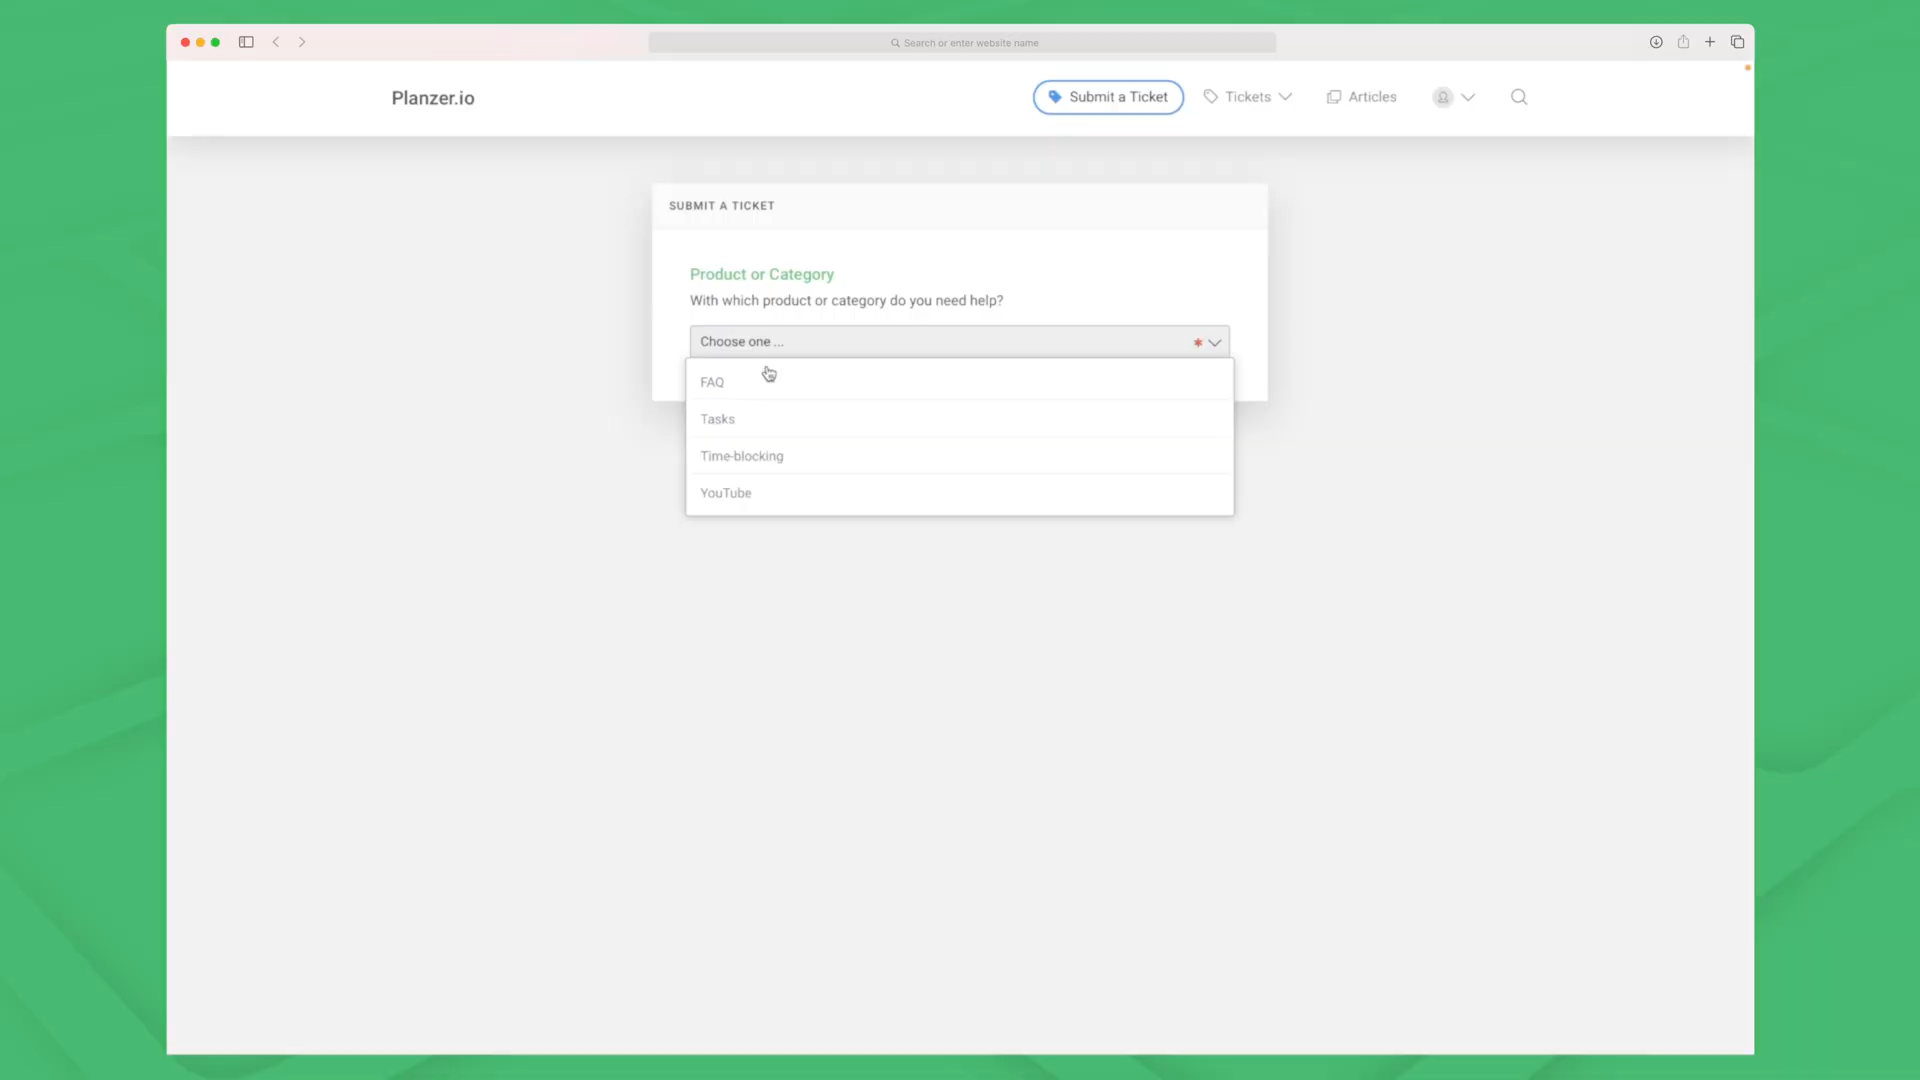 Search or enter website name
Planzer.io
Submit a Ticket
Tickets
Articles
SUBMIT A TICKET
Product or Category
With which product or category do you need help?
Choose one ... *
FAQ
Tasks
Time-blocking
YouTube